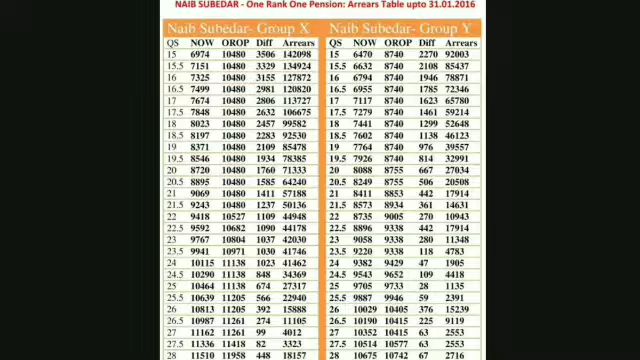 NAIB SUBEDAR - One Rank One Pension: Arrears Table upto 31.01.2016
Naib Subedar- Group X Naib Subedar- Group Y
QS NOW OROP Diff Arrears QS NOW OROP Diff Arrears
15 6974 10480 3506 142098 15 6470 8740 2270 92003
15.5 7151 10480 3329 134924 15.5 6632 8740 2108 85437
16 7325 10480 3155 127872 16 6794 8740 1946 78871
16.5 7499 10480 2981 120820 16.5 6955 8740 1785 72346
17 7674 10480 2806 113727 17 7117 8740 1623 65780
17.5 7848 10480 2632 106675 17.5 7279 8740 1461 59214
18 8023 10480 2457 99582 18 7441 8740 1299 52648
18.5 8197 10480 2283 92530 18.5 7602 8740 1138 46123
19 8371 10480 2109 85478 19 7764 8740 976 39557
19.5 8546 10480 1934 78385 19.5 7926 8740 814 32991
20 8720 10480 1760 71333 20 8088 8755 667 27034
20.5 8895 10480 1585 64240 20.5 8249 8755 506 20508
21 9069 10480 1411 57188 21 8411 8853 442 17914
21.5 9243 10480 1237 50136 21.5 8573 8934 361 14631
22 9418 10527 1109 44948 22 8735 9005 270 10943
22.5 9592 10682 1090 44178 22.5 8896 9338 442 17914
23 9767 10804 1037 42030 23 9058 9338 280 11348
23.5 9941 10971 1030 41746 23.5 9220 9338 118 4783
24 10115 11138 1023 41462 24 9382 9429 47 1905
24.5 10290 11138 848 34369 24.5 9543 9652 109 4418
25 10464 11138 674 27317 25 9705 9733 28 1135
25.5 10639 11205 566 22940 25.5 9887 9946 59 2391
26 10813 11205 392 15888 26 10029 10405 376 15239
26.5 10987 11261 274 11105 26.5 10190 10415 225 9119
27 11162 11261 99 4012 27 10352 10415 63 2553
27.5 11336 11418 82 3323 27.5 10514 10577 63 2553
28 11510 11958 448 18157 28 10675 10742 67 2716